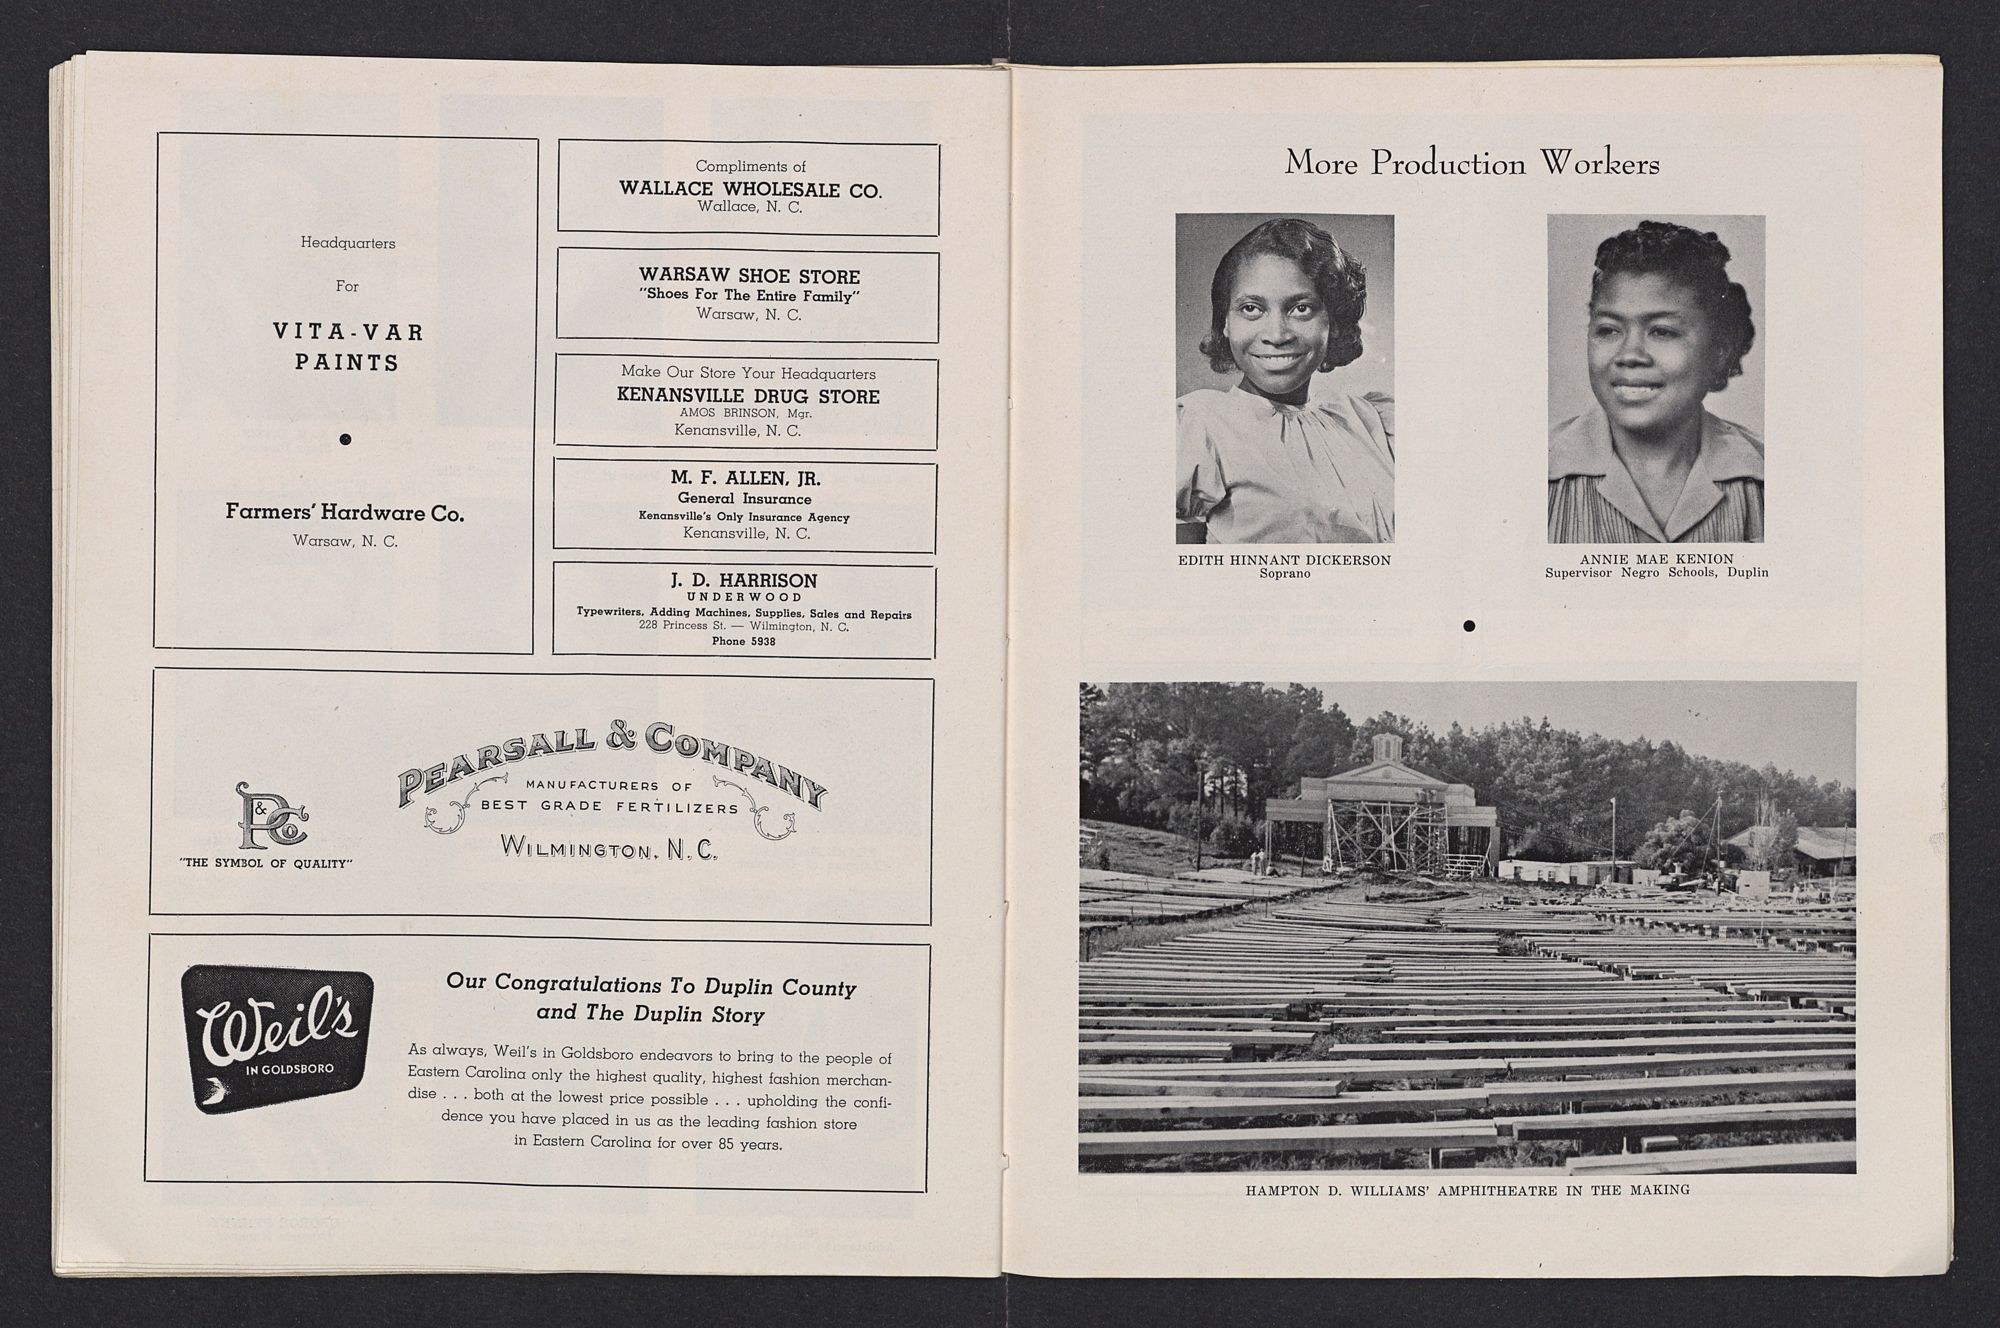 Headquarters
For
VITA-VAR
PAINTS
Farmers' Hardware Co.
Warsaw, N. C.
Compliments of
WALLACE WHOLESALE CO.
Wallace, N. C.
WARSAW SHOE STORE
"Shoes For The Entire Family"
Warsaw, N. C.
Make Our Store Your Headquarters
KENANSVILLE DRUG STORE
AMOS BRINSON, Mgr.
Kenansville, N. C.
M. F. ALLEN, JR.
General Insurance
Kenansville's Only Insurance Agency
Kenansville, N. C.
J. D. HARRISON
UNDERWOOD
Typewriters, Adding Machines, Supplies, Sales and Repairs
228 Princess St. — Wilmington, N. C.
Phone 5938
P & Co
"THE SYMBOL OF QUALITY"
PEARSALL & COMPANY
MANUFACTURERS OF
BEST GRADE FERTILIZERS
WILMINGTON, N. C.
Weil's
IN GOLDSBORO
Our Congratulations To Duplin County
and The Duplin Story
As always, Weil's in Goldsboro endeavors to bring to the people of
Eastern Carolina only the highest quality, highest fashion merchan-
dise . . . both at the lowest price possible . . . upholding the confi-
dence you have placed in us as the leading fashion store
in Eastern Carolina for over 85 years.
More Production Workers
EDITH HINNANT DICKERSON
Soprano
ANNIE MAE KENION
Supervisor Negro Schools, Duplin
HAMPTON D. WILLIAMS' AMPHITHEATRE IN THE MAKING